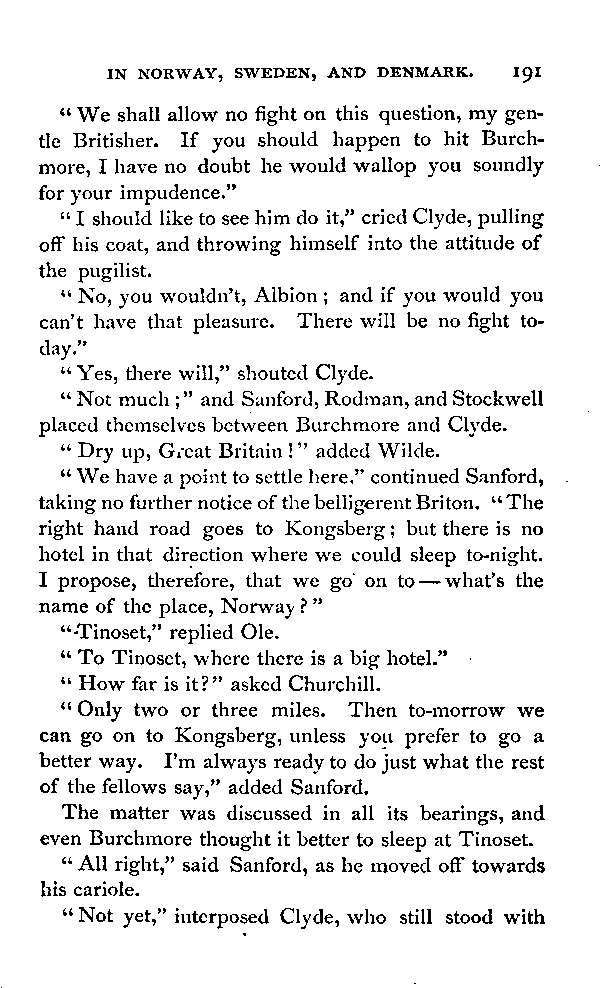 IN NORWAY, SWEDEN, AND DENMARK. 191
“We shall allow no fight on this question, my gen-
tle Britisher. If you should happen to hit Burch-
more, I have no doubt he would wallop you soundly
for your impudence.”
“I should like to see him do it,” cried Clyde, pulling
off his coat, and throwing himself into the attitude of
the pugilist.
“No, you wouldn’t, Albion; and if you would you
can’t have that pleasure. There will be no fight to-
day.”
“Yes, there will,” shouted Clyde.
“Not much;” and Sanford, Rodman, and Stockwell
placed themselves between Burchmore and Clyde.
“Dry up, Great Britain!” added Wilde.
“We have a point to settle here,” continued Sanford,
taking no further notice of the belligerent Briton. “The
right hand road goes to Kongsberg; but there is no
hotel in that direction where we could sleep to-night.
I propose, therefore, that we go on to — what’s the
name of the place, Norway?”
“Tinoset,” replied Ole.
“To Tinoset, where there is a big hotel.”
“How far is it?” asked Churchill.
“Only two or three miles. Then to-morrow we
can go on to Kongsberg, unless you prefer to go a
better way. I’m always ready to do just what the rest
of the fellows say,” added Sanford.
The matter was discussed in all its bearings, and
even Burchmore thought it better to sleep at Tinoset.
“All right,” said Sanford, as he moved off towards
his cariole.
“Not yet,” interposed Clyde, who still stood with